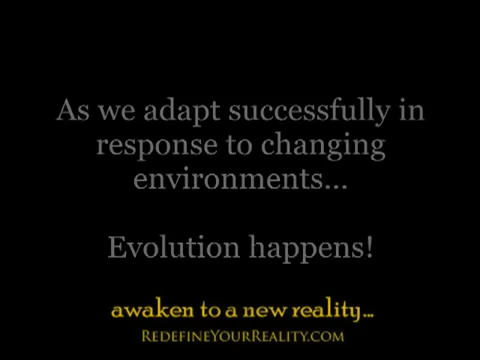 As we adapt successfully in
response to changing
environments...
Evolution happens!
awaken to a new reality...
RedefineYourReality.com